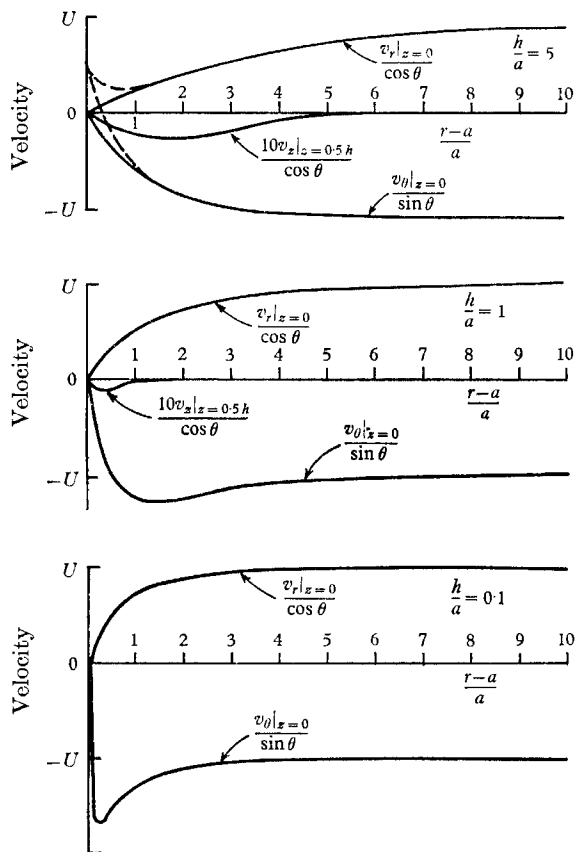 U
v_r|_{z=0}
cos θ
h/a = 5
Velocity
0
1 2 3 4 5 6 7 8 9 10
r−a
a
10v_z|_{z=0·5h}
cos θ
v_θ|_{z=0}
sin θ
−U
U
v_r|_{z=0}
cos θ
h/a = 1
Velocity
0
1 2 3 4 5 6 7 8 9 10
r−a
a
10v_z|_{z=0·5h}
cos θ
v_θ|_{z=0}
sin θ
−U
U
v_r|_{z=0}
cos θ
h/a = 0·1
Velocity
0
1 2 3 4 5 6 7 8 9 10
r−a
a
v_θ|_{z=0}
sin θ
−U